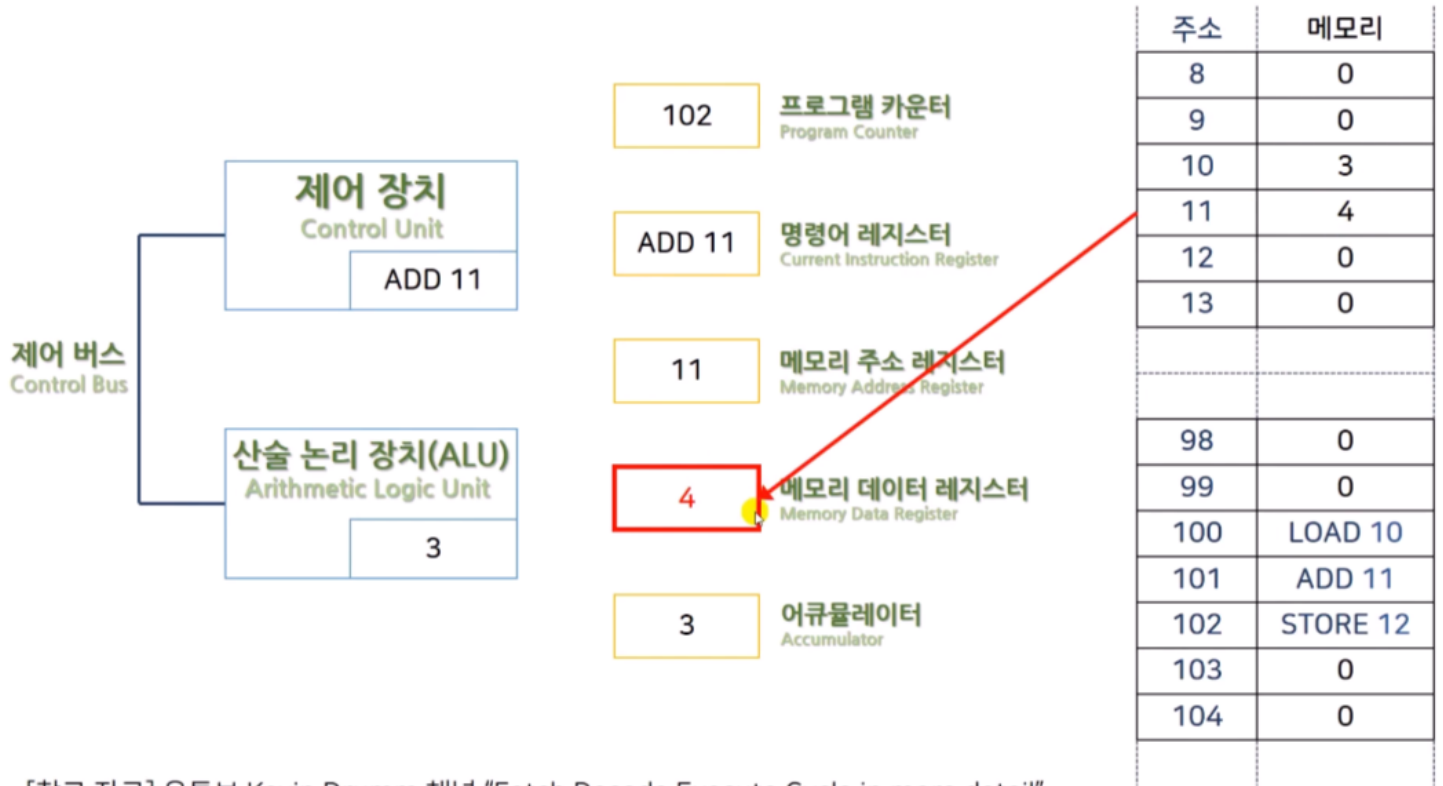 주소 메모리
8 0
9 0
10 3
11 4
12 0
13 0
98 0
99 0
100 LOAD 10
101 ADD 11
102 STORE 12
103 0
104 0
102
프로그램 카운터
Program Counter
제어 장치
Control Unit
ADD 11
ADD 11
명령어 레지스터
Current Instruction Register
제어 버스
Control Bus
11
메모리 주소 레지스터
Memory Address Register
산술 논리 장치(ALU)
Arithmetic Logic Unit
3
4
메모리 데이터 레지스터
Memory Data Register
3
어큐뮬레이터
Accumulator